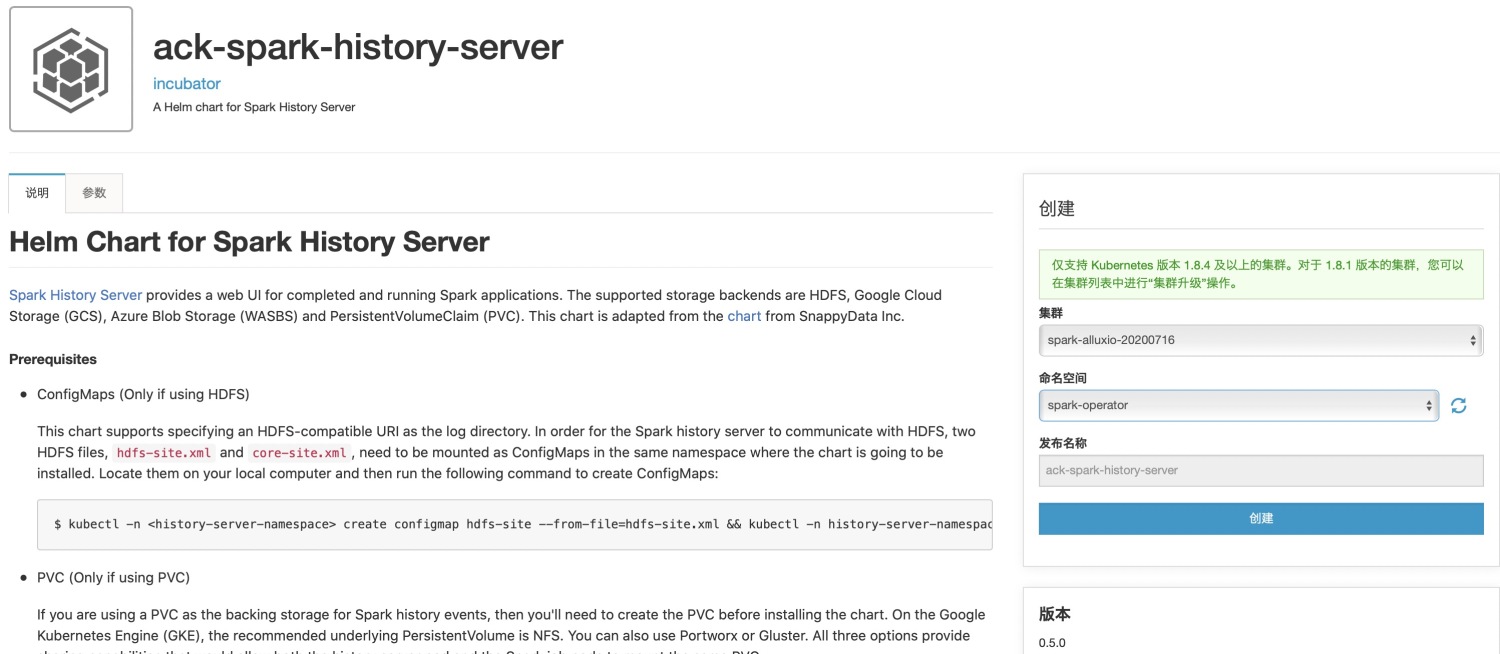 ack-spark-history-server
incubator
A Helm chart for Spark History Server
说明
参数
Helm Chart for Spark History Server
Spark History Server provides a web UI for completed and running Spark applications. The supported storage backends are HDFS, Google Cloud
Storage (GCS), Azure Blob Storage (WASBS) and PersistentVolumeClaim (PVC). This chart is adapted from the chart from SnappyData Inc.
Prerequisites
ConfigMaps (Only if using HDFS)
This chart supports specifying an HDFS-compatible URI as the log directory. In order for the Spark history server to communicate with HDFS, two
HDFS files, hdfs-site.xml and core-site.xml , need to be mounted as ConfigMaps in the same namespace where the chart is going to be
installed. Locate them on your local computer and then run the following command to create ConfigMaps:
$ kubectl -n <history-server-namespace> create configmap hdfs-site --from-file=hdfs-site.xml && kubectl -n history-server-namespac
PVC (Only if using PVC)
If you are using a PVC as the backing storage for Spark history events, then you'll need to create the PVC before installing the chart. On the Google
Kubernetes Engine (GKE), the recommended underlying PersistentVolume is NFS. You can also use Portworx or Gluster. All three options provide
创建
仅支持 Kubernetes 版本 1.8.4 及以上的集群。对于 1.8.1 版本的集群，您可以
在集群列表中进行“集群升级”操作。
集群
spark-alluxio-20200716
命名空间
spark-operator
发布名称
ack-spark-history-server
创建
版本
0.5.0